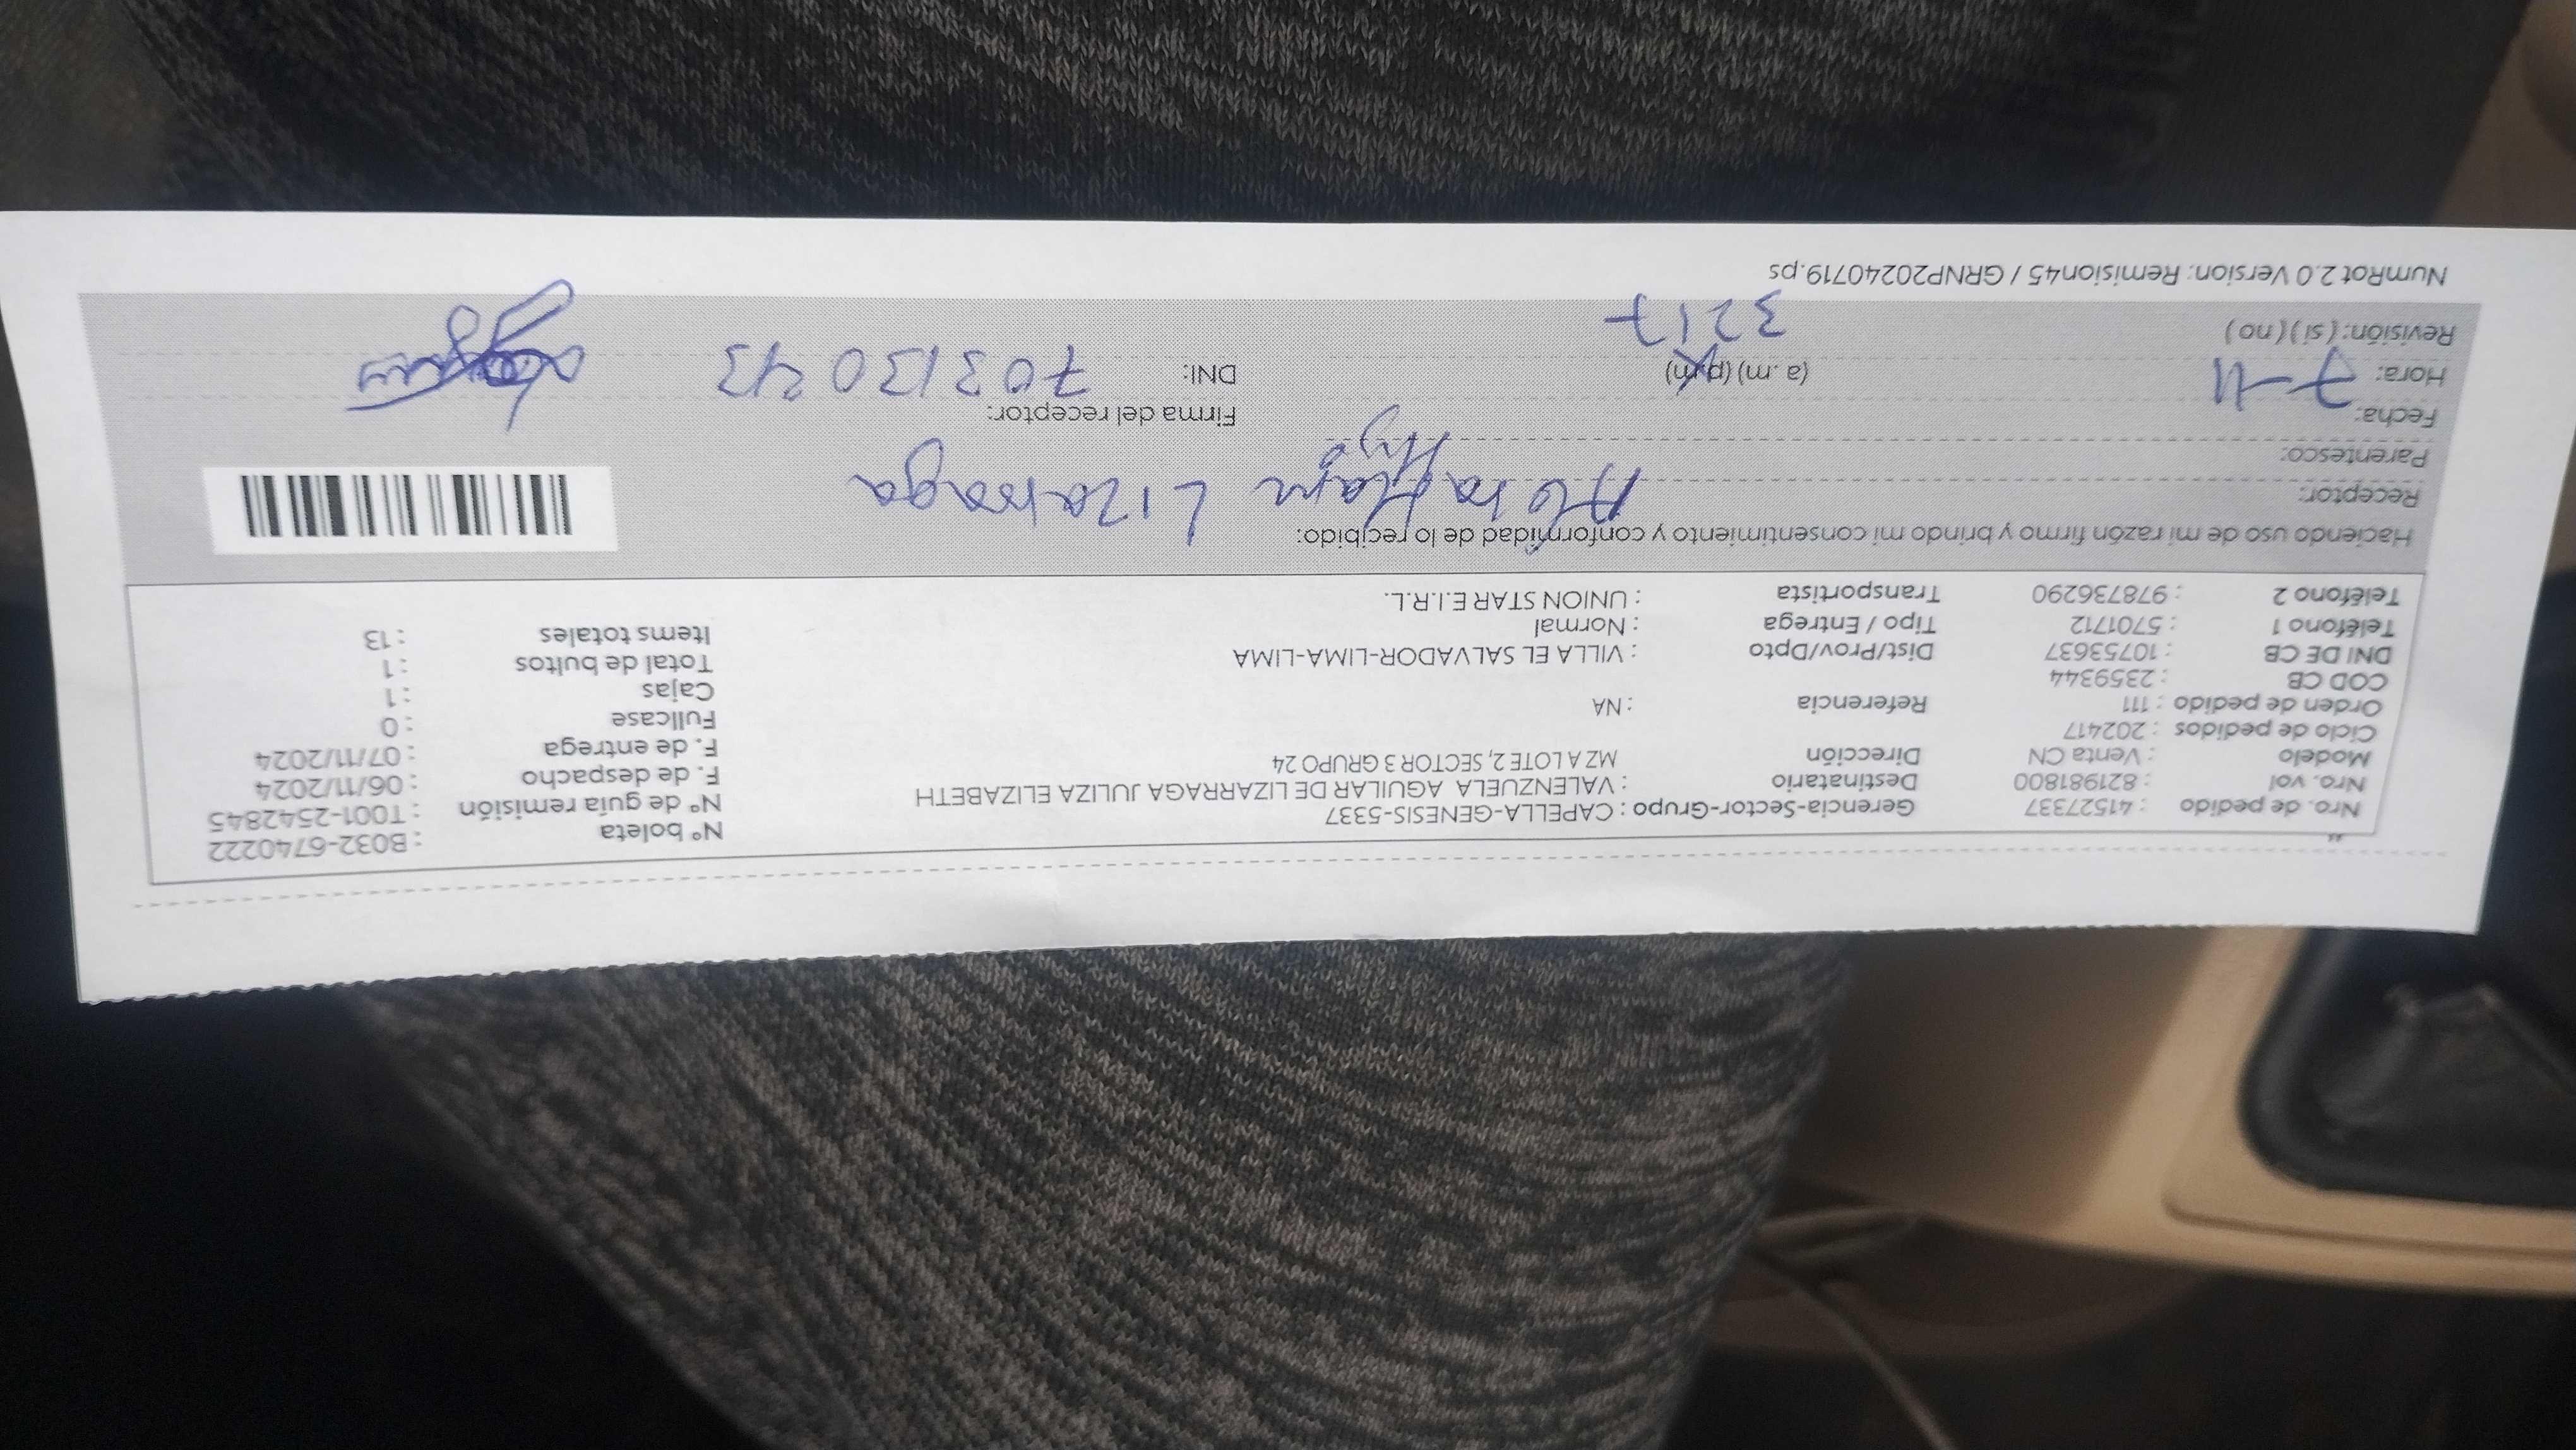 Nro. de pedido : 41527337 Gerencia-Sector-Grupo : CAPELLA-GENESIS-5337 Nº boleta : B032-6740222
Nro. vol : 821981800 Destinatario : VALENZUELA AGUILAR DE LIZARRAGA JULIZA ELIZABETH Nº de guía remisión : T001-2542845
Modelo : Venta CN Dirección MZ A LOTE 2, SECTOR 3 GRUPO 24 F. de despacho : 06/11/2024
Ciclo de pedidos : 202417 F. de entrega : 07/11/2024
Orden de pedido : 111 Referencia : NA Fullcase : 0
COD CB : 2359344 Cajas : 1
DNI DE CB : 10753637 Dist/Prov/Dpto : VILLA EL SALVADOR-LIMA-LIMA Total de bultos : 1
Teléfono 1 : 5701712 Tipo / Entrega : Normal Items totales : 13
Teléfono 2 : 978736290 Transportista : UNION STAR E.I.R.L.
Haciendo uso de mi razón firmo y brindo mi consentimiento y conformidad de lo recibido:
Receptor: Lizarraga
Parentesco: Hijo
Fecha: 7-11 Firma del receptor:
Hora: (a. m) (p.m) DNI: 70313043
Revisión: ( si ) ( no ) 3217
NumRot 2.0 Version: Remision45 / GRNP20240719.ps